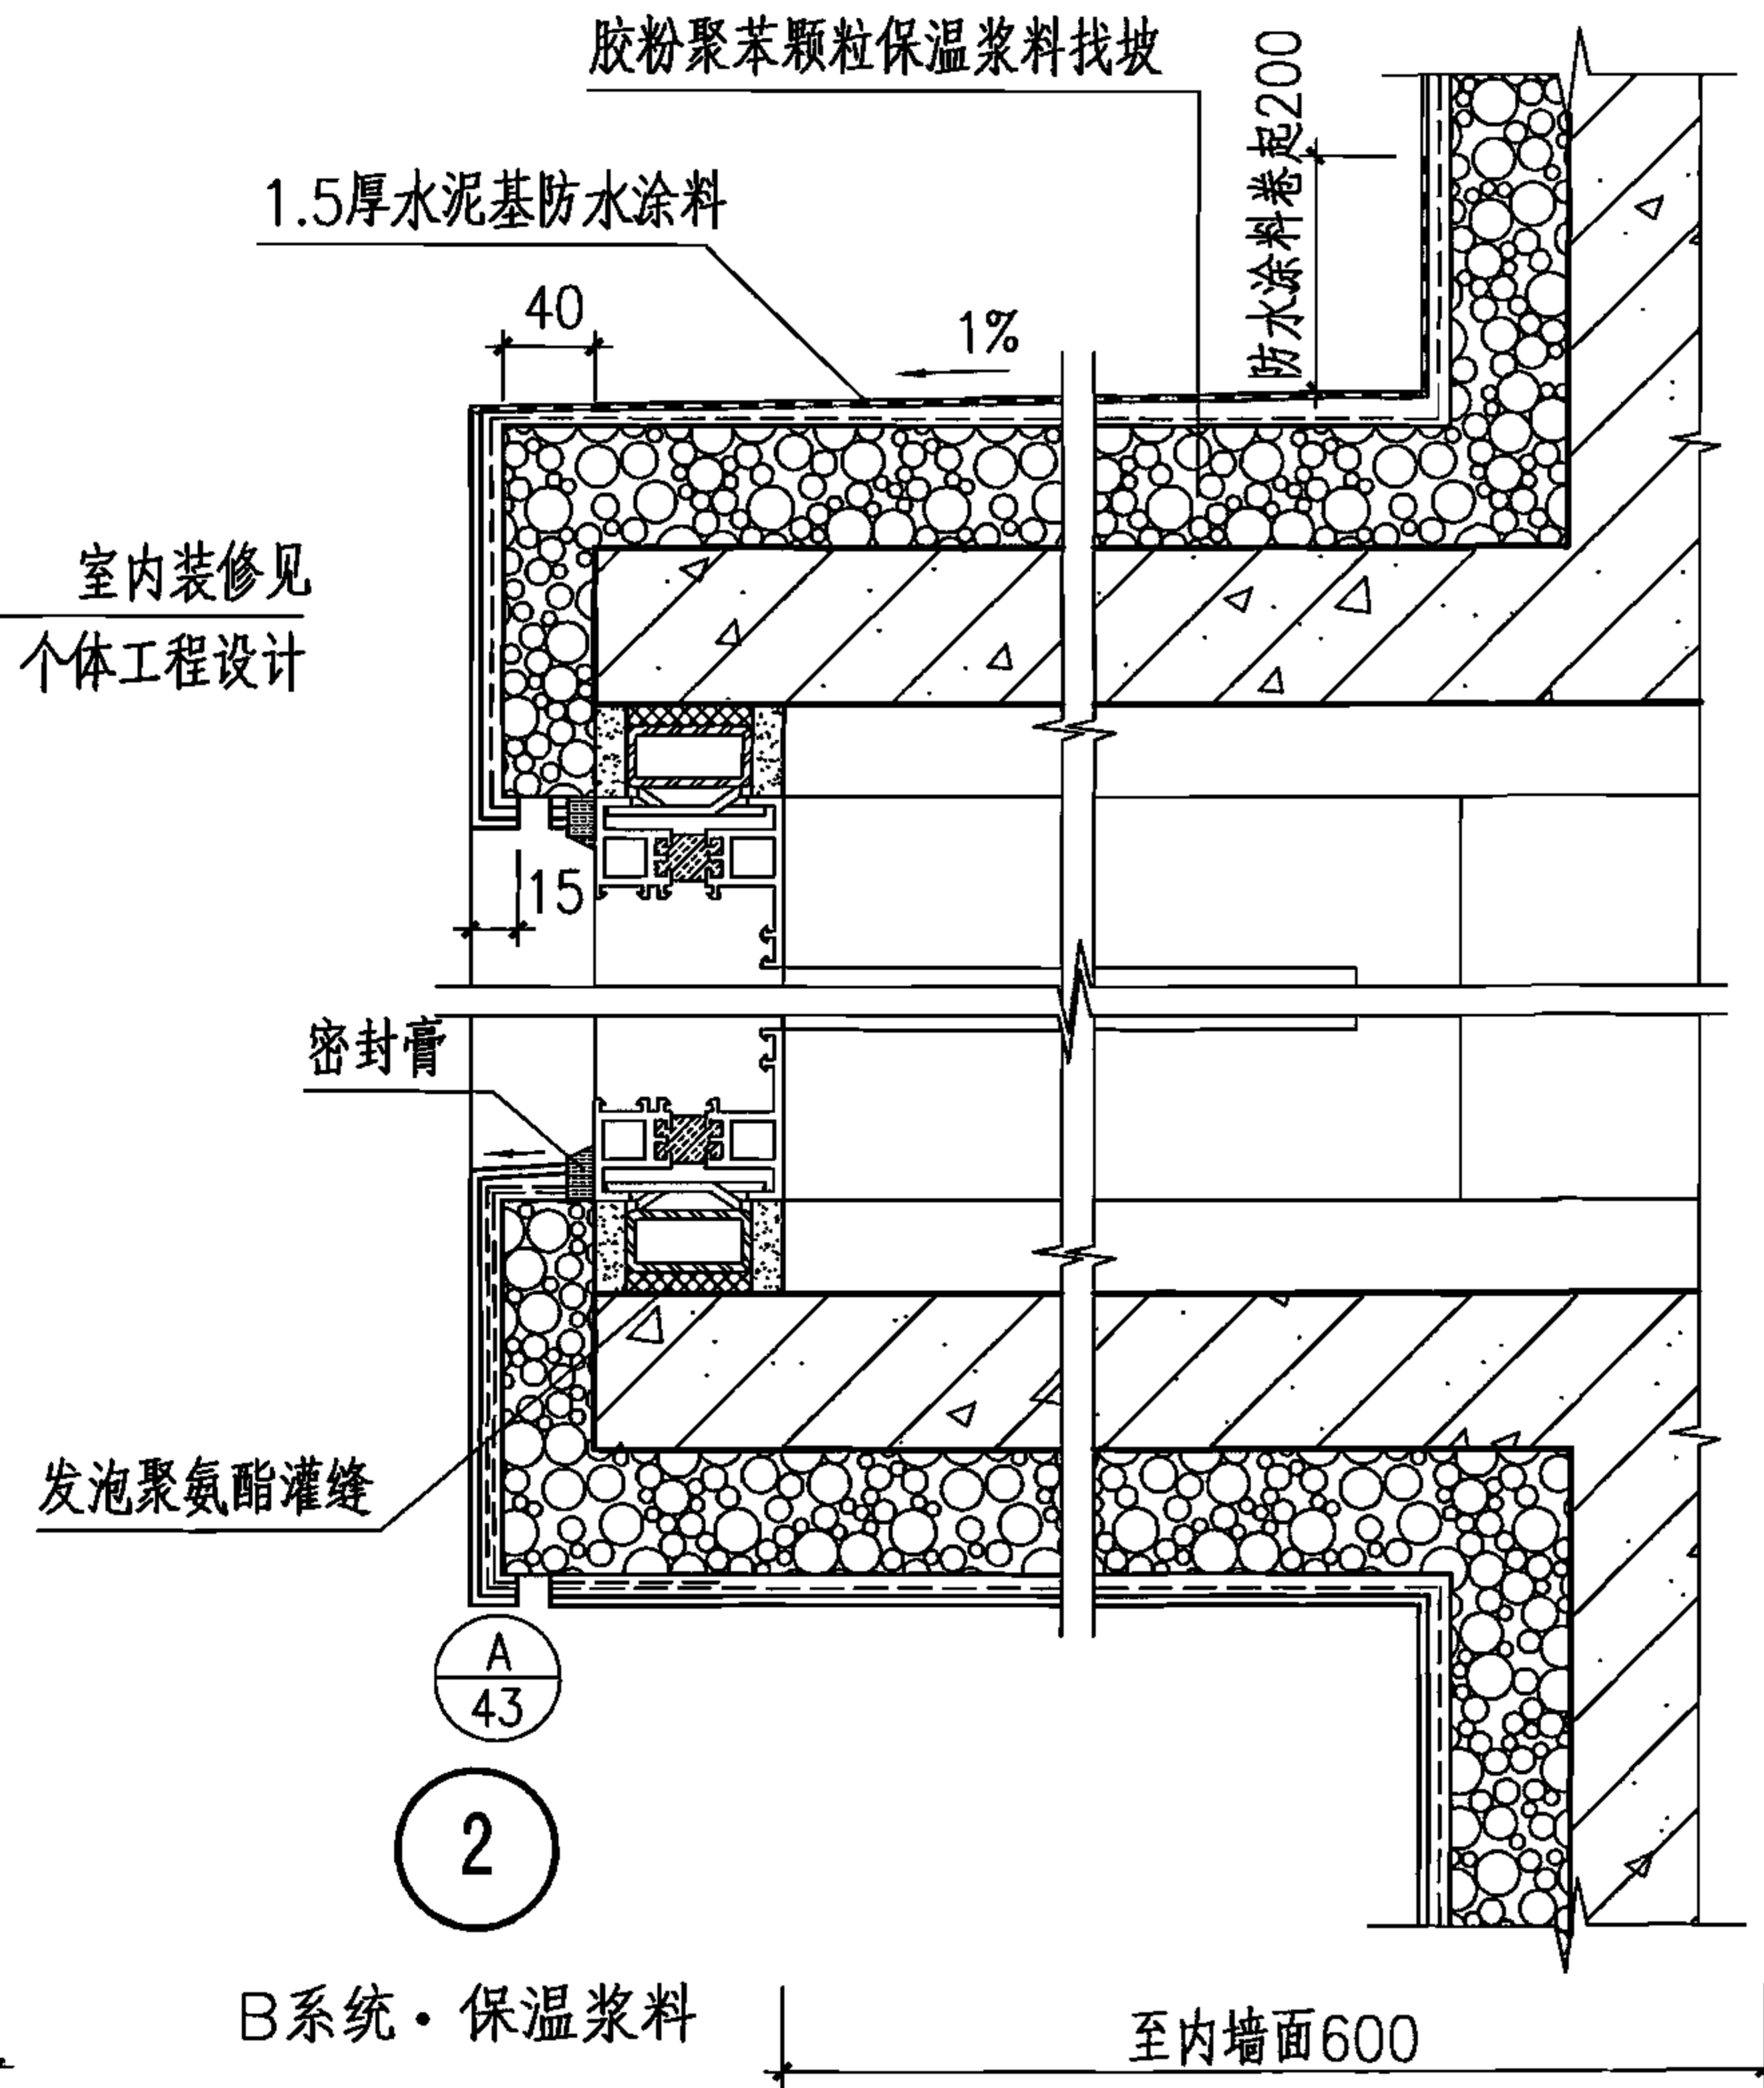 胶粉聚苯颗粒保温浆料找坡
防水涂料卷起200
1.5厚水泥基防水涂料
40
1%
室内装修见
个体工程设计
15
密封膏
发泡聚氨酯灌缝
A
43
2
B系统·保温浆料
至内墙面600